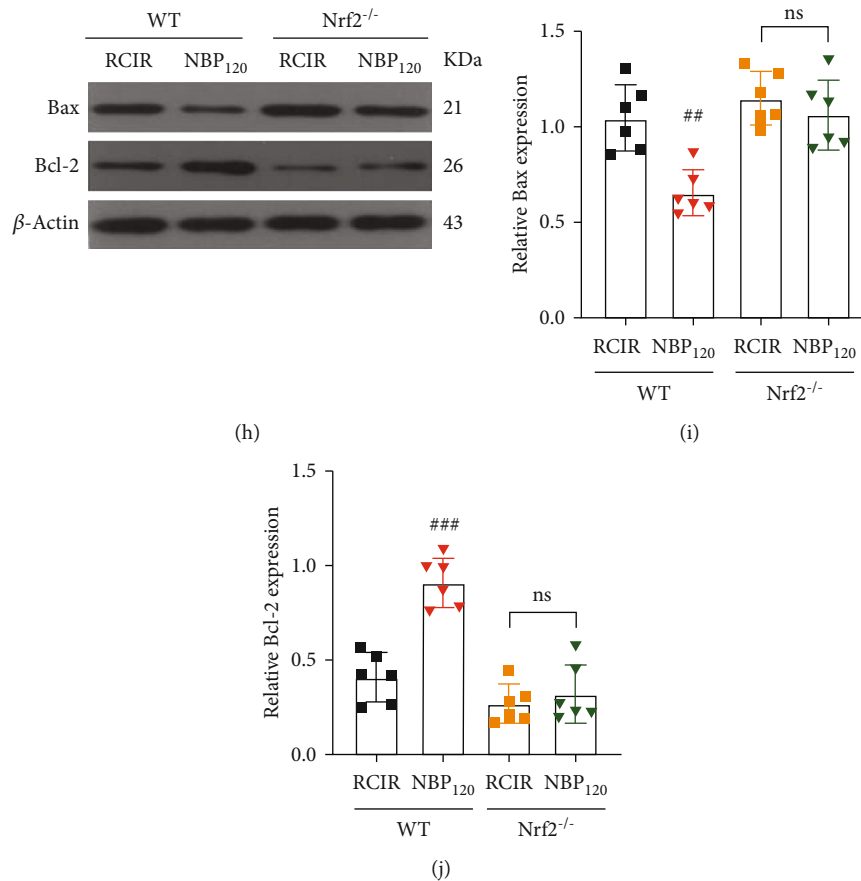 WT Nrf2-/-
RCIR NBP120 RCIR NBP120 KDa
Bax 21
Bcl-2 26
β-Actin 43
(h)
Relative Bax expression
1.5
1.0
0.5
0.0
##
ns
RCIR NBP120 RCIR NBP120
WT Nrf2-/-
(i)
Relative Bcl-2 expression
1.5
1.0
0.5
0.0
###
ns
RCIR NBP120 RCIR NBP120
WT Nrf2-/-
(j)